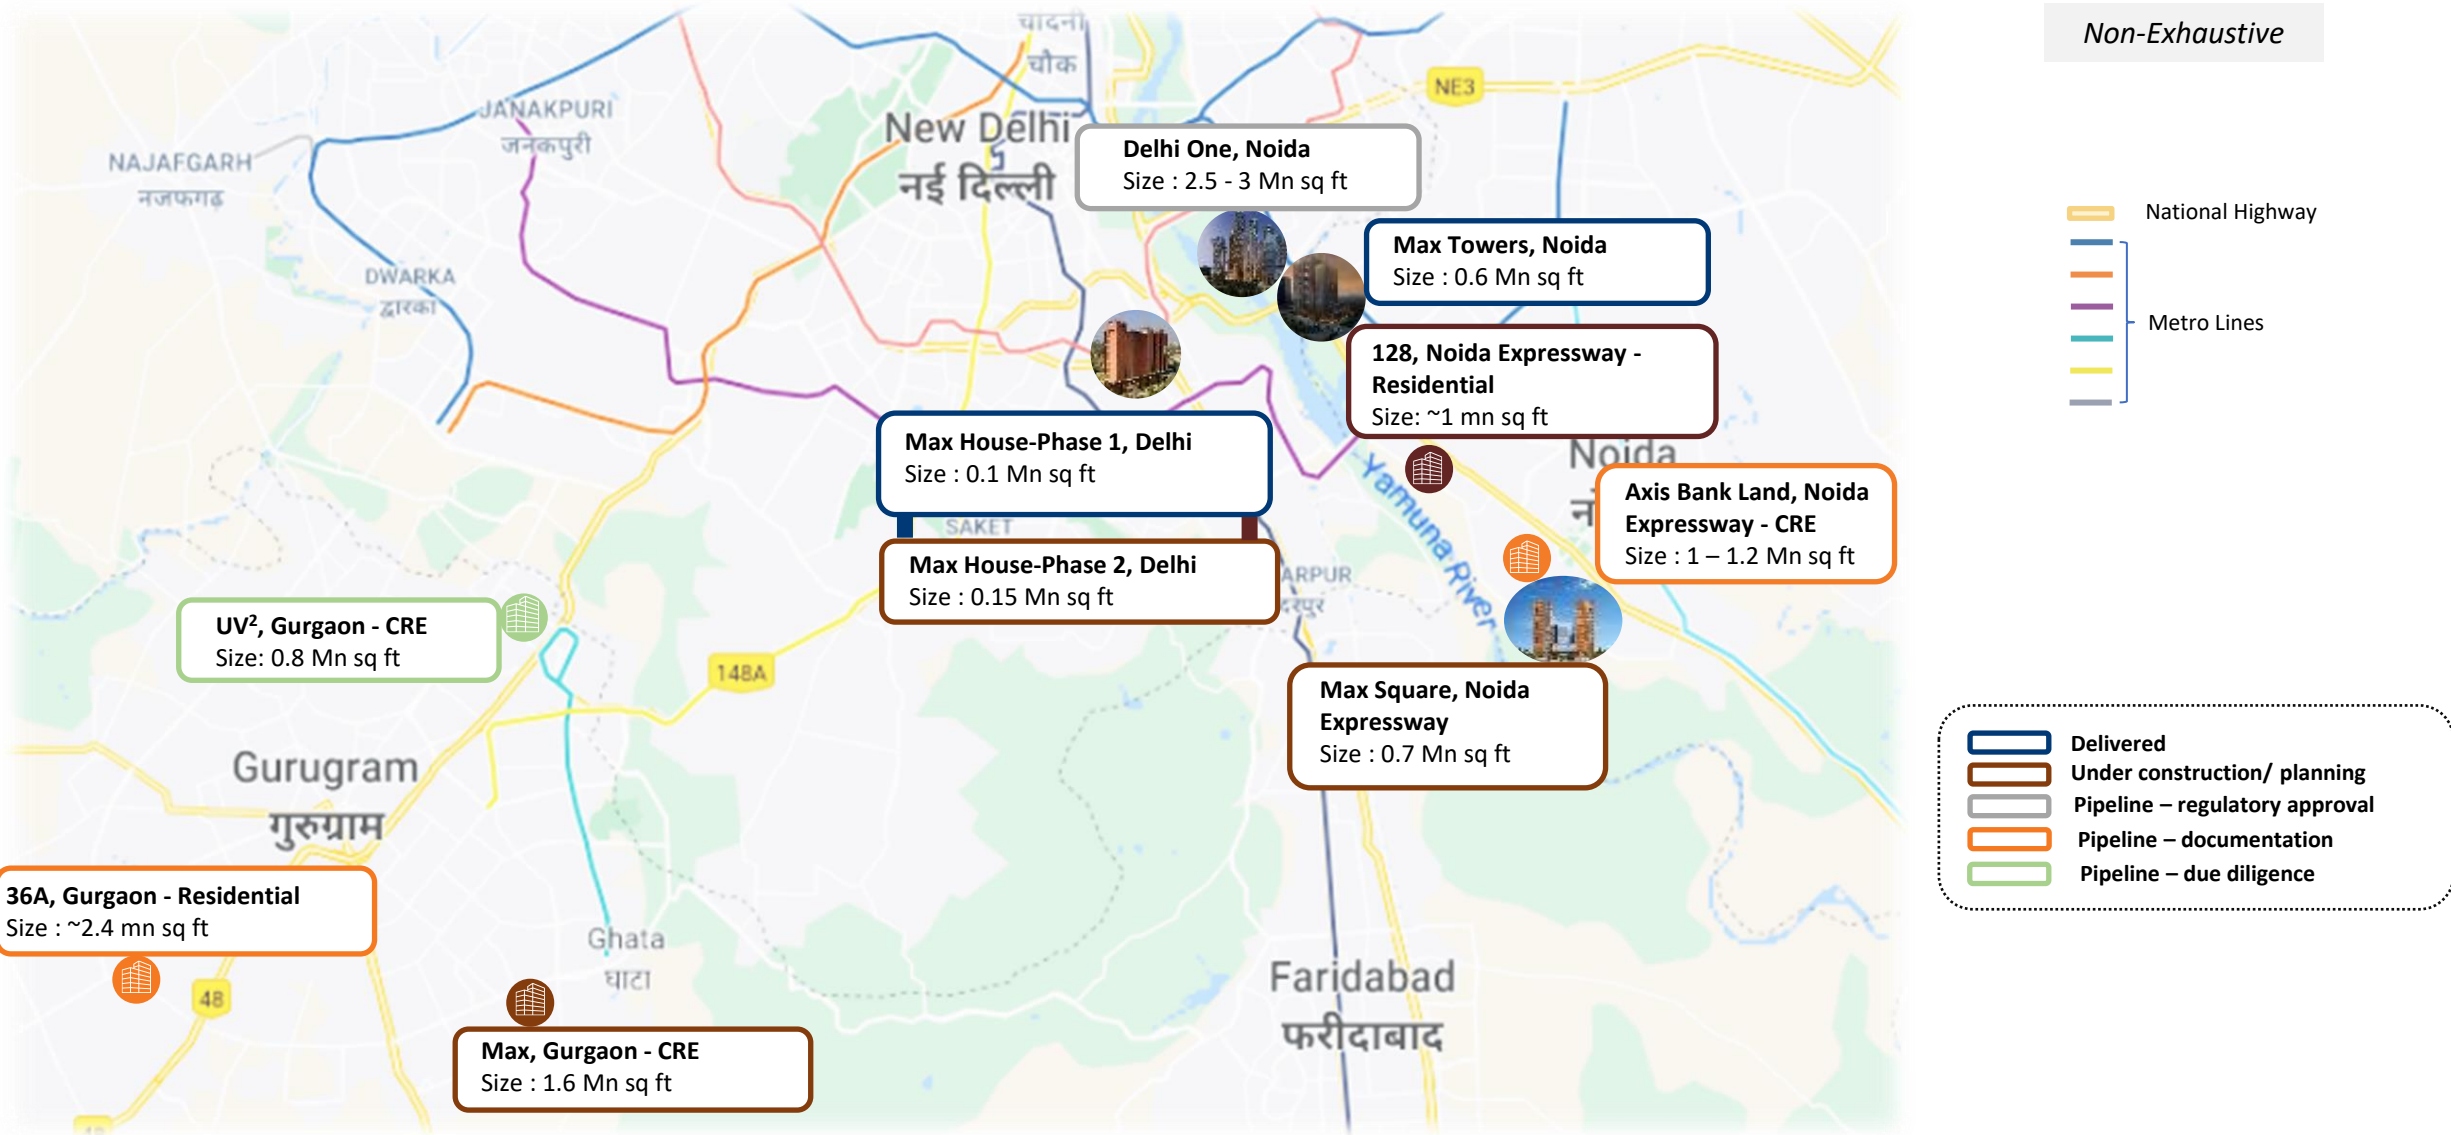 Non-Exhaustive
चांदनी
चौक
NE3
JANAKPURI
जनकपुरी
New Delhi
नई दिल्ली
NAJAFGARH
नजफगढ़
Delhi One, Noida
Size : 2.5 - 3 Mn sq ft
National Highway
Max Towers, Noida
Size : 0.6 Mn sq ft
DWARKA
द्वारका
Metro Lines
128, Noida Expressway -
Residential
Size: ~1 mn sq ft
Max House-Phase 1, Delhi
Size : 0.1 Mn sq ft
Noida
Yamuna River
Axis Bank Land, Noida
Expressway - CRE
Size : 1 – 1.2 Mn sq ft
SAKET
Max House-Phase 2, Delhi
Size : 0.15 Mn sq ft
ARPUR
दरपुर
UV², Gurgaon - CRE
Size: 0.8 Mn sq ft
148A
Max Square, Noida
Expressway
Size : 0.7 Mn sq ft
Gurugram
गुरुग्राम
Delivered
Under construction/ planning
Pipeline – regulatory approval
Pipeline – documentation
Pipeline – due diligence
36A, Gurgaon - Residential
Size : ~2.4 mn sq ft
48
Ghata
घाटा
Faridabad
फरीदाबाद
Max, Gurgaon - CRE
Size : 1.6 Mn sq ft